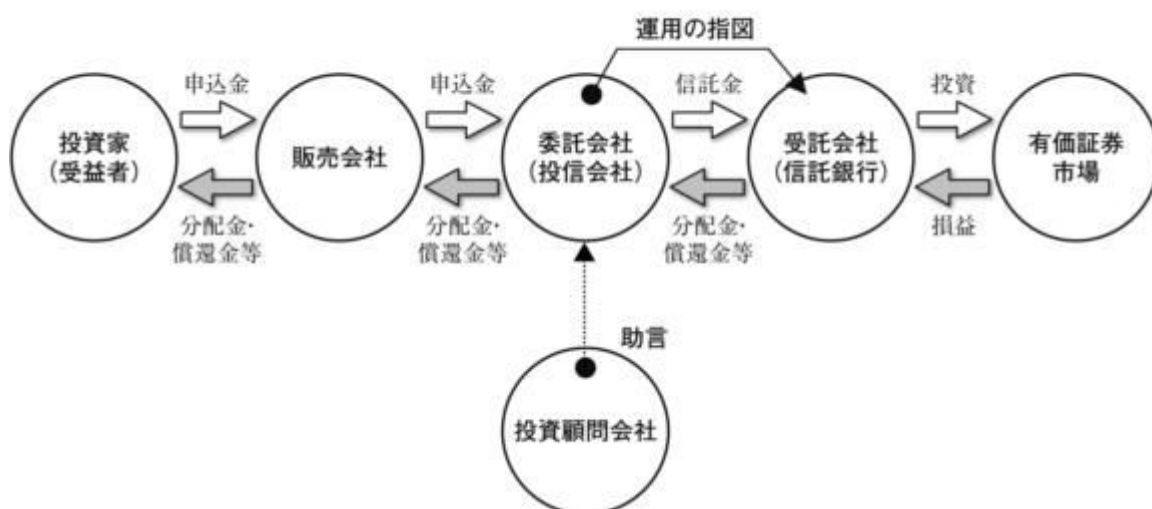 運用の指図
申込金
申込金
信託金
投資
投資家
(受益者)
販売会社
委託会社
(投信会社)
受託会社
(信託銀行)
有価証券
市場
分配金・
償還金等
分配金・
償還金等
分配金・
償還金等
損益
助言
投資顧問会社